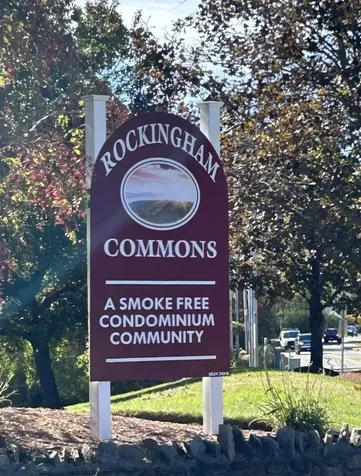 ROCKINGHAM
COMMONS
A SMOKE FREE
CONDOMINIUM
COMMUNITY